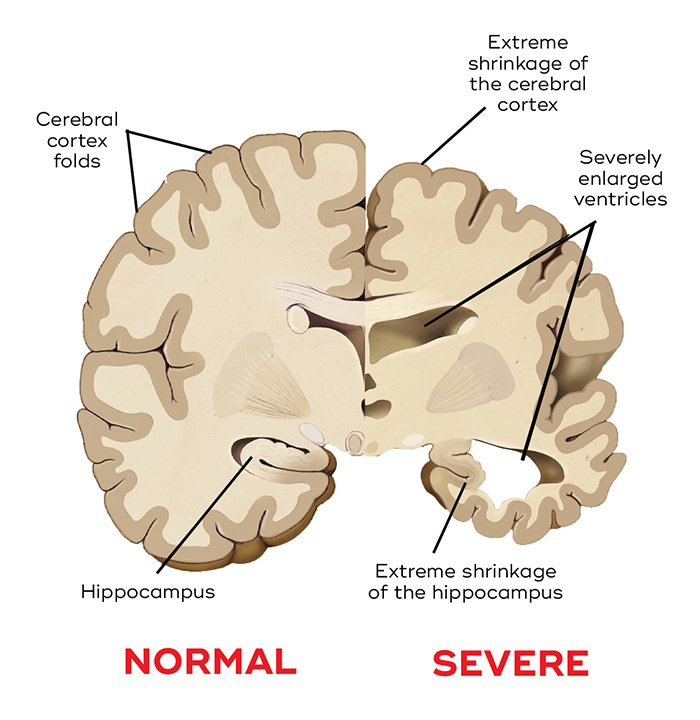 Extreme
shrinkage of
the cerebral
cortex
Cerebral
cortex
folds
Severely
enlarged
ventricles
Hippocampus
Extreme shrinkage
of the hippocampus
NORMAL
SEVERE